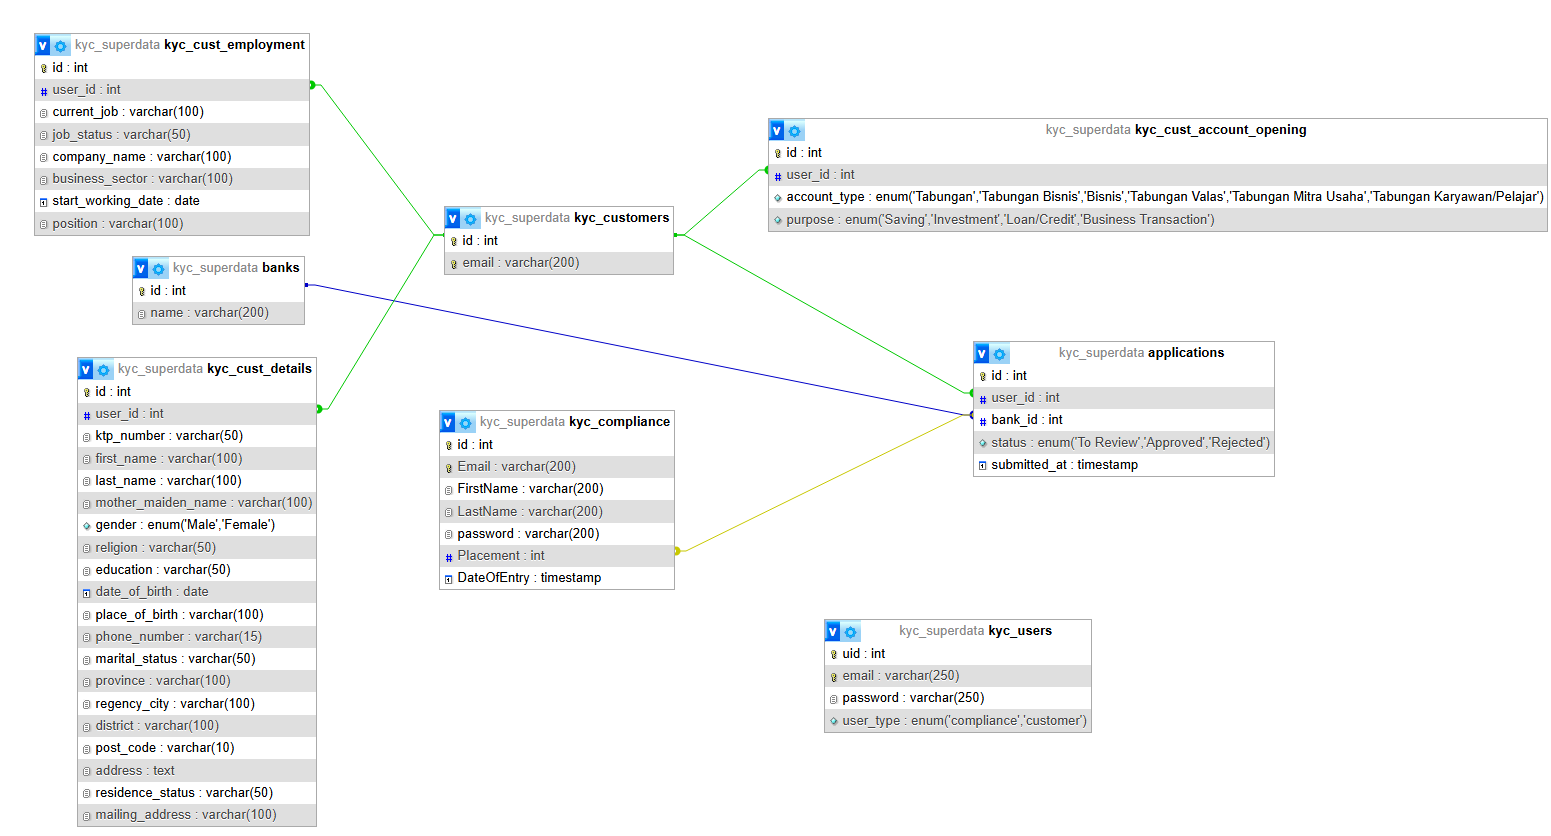 v kyc_superdata kyc_cust_employment
id : int
# user_id : int
current_job : varchar(100)
job_status : varchar(50)
company_name : varchar(100)
business_sector : varchar(100)
start_working_date : date
position : varchar(100)
v kyc_superdata banks
id : int
name : varchar(200)
v kyc_superdata kyc_cust_details
id : int
# user_id : int
ktp_number : varchar(50)
first_name : varchar(100)
last_name : varchar(100)
mother_maiden_name : varchar(100)
gender : enum('Male','Female')
religion : varchar(50)
education : varchar(50)
date_of_birth : date
place_of_birth : varchar(100)
phone_number : varchar(15)
marital_status : varchar(50)
province : varchar(100)
regency_city : varchar(100)
district : varchar(100)
post_code : varchar(10)
address : text
residence_status : varchar(50)
mailing_address : varchar(100)
v kyc_superdata kyc_customers
id : int
email : varchar(200)
v kyc_superdata kyc_compliance
id : int
Email : varchar(200)
FirstName : varchar(200)
LastName : varchar(200)
password : varchar(200)
# Placement : int
DateOfEntry : timestamp
v kyc_superdata kyc_cust_account_opening
id : int
# user_id : int
account_type : enum('Tabungan','Tabungan Bisnis','Bisnis','Tabungan Valas','Tabungan Mitra Usaha','Tabungan Karyawan/Pelajar')
purpose : enum('Saving','Investment','Loan/Credit','Business Transaction')
v kyc_superdata applications
id : int
# user_id : int
# bank_id : int
status : enum('To Review','Approved','Rejected')
submitted_at : timestamp
v kyc_superdata kyc_users
uid : int
email : varchar(250)
password : varchar(250)
user_type : enum('compliance','customer')